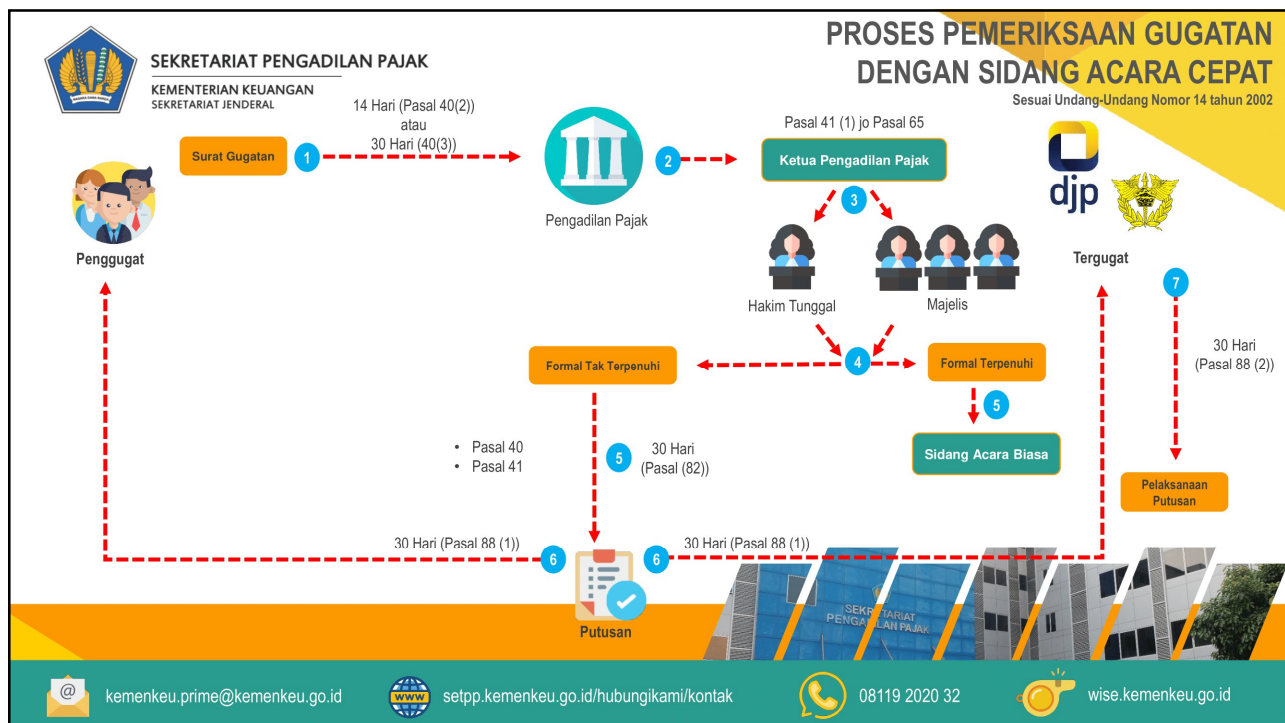 PROSES PEMERIKSAAN GUGATAN
DENGAN SIDANG ACARA CEPAT
Sesuai Undang-Undang Nomor 14 tahun 2002
SEKRETARIAT PENGADILAN PAJAK
KEMENTERIAN KEUANGAN
SEKRETARIAT JENDERAL
14 Hari (Pasal 40(2))
atau
30 Hari (40(3))
Surat Gugatan
1
Pengadilan Pajak
2
Pasal 41 (1) jo Pasal 65
Ketua Pengadilan Pajak
3
djp
Penggugat
Hakim Tunggal
Majelis
Tergugat
7
30 Hari
(Pasal 88 (2))
4
Formal Tak Terpenuhi
Formal Terpenuhi
5
Sidang Acara Biasa
• Pasal 40
• Pasal 41
5
30 Hari
(Pasal (82))
Pelaksanaan
Putusan
30 Hari (Pasal 88 (1))
6
6
30 Hari (Pasal 88 (1))
Putusan
SEKRETARIAT
PENGADILAN PAJAK
@
kemenkeu.prime@kemenkeu.go.id
WWW
setpp.kemenkeu.go.id/hubungikami/kontak
08119 2020 32
wise.kemenkeu.go.id